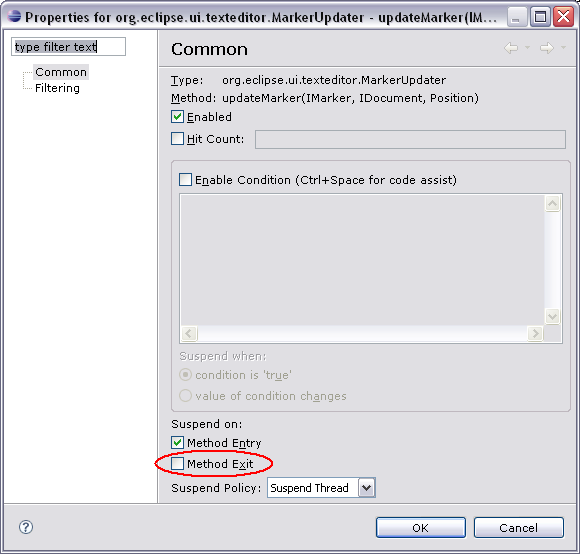 Properties for org.eclipse.ui.texteditor.MarkerUpdater - updateMarker(IM...
type filter text
Common
Filtering
Common
Type: org.eclipse.ui.texteditor.MarkerUpdater
Method: updateMarker(IMarker, IDocument, Position)
Enabled
Hit Count:
Enable Condition (Ctrl+Space for code assist)
Suspend when:
condition is 'true'
value of condition changes
Suspend on:
Method Entry
Method Exit
Suspend Policy: Suspend Thread
?
OK Cancel